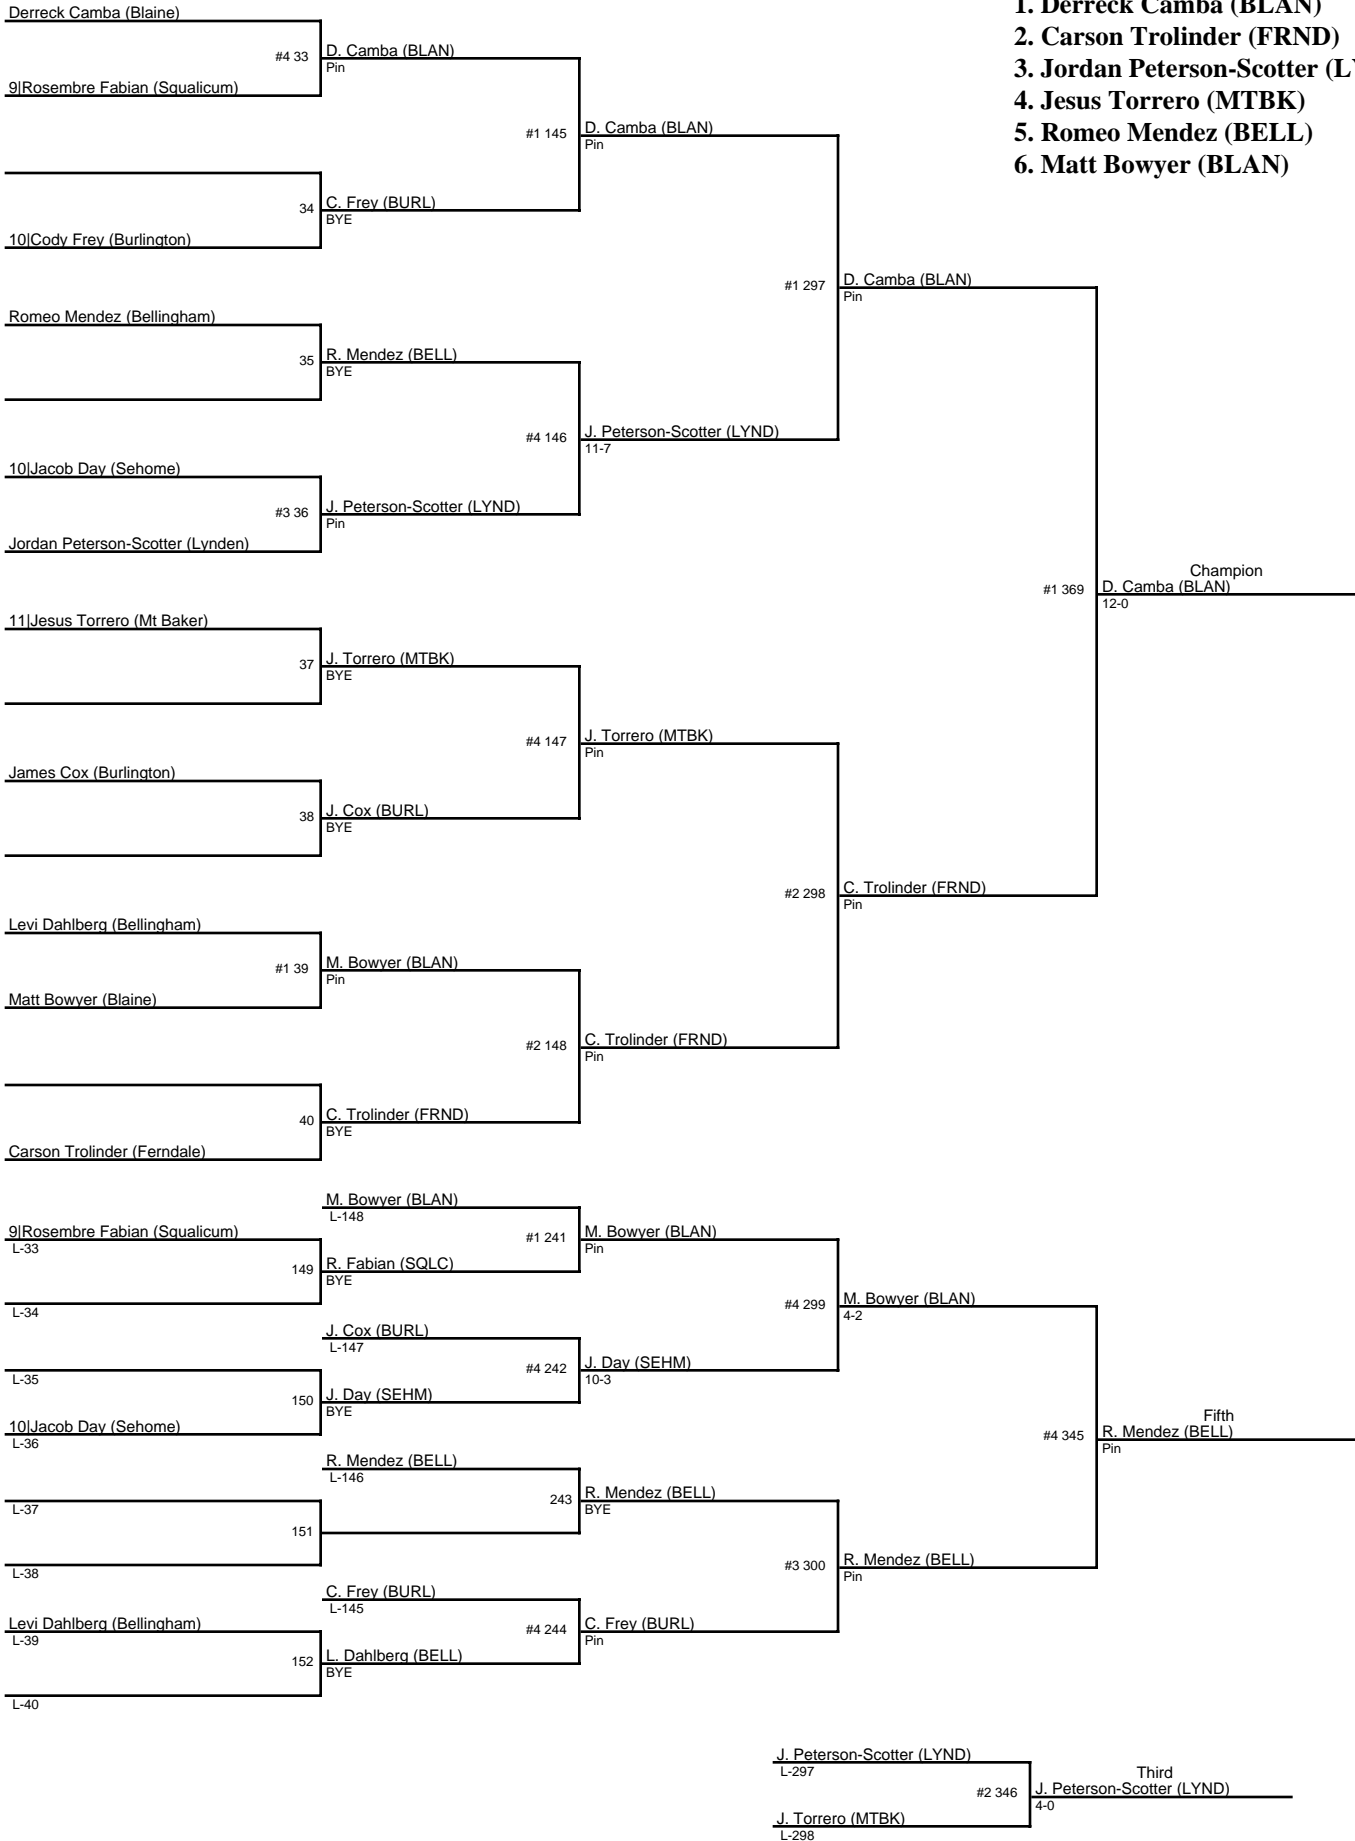 1. Derreck Camba (BLAN)
2. Carson Trolinder (FRND)
3. Jordan Peterson-Scotter (LY
4. Jesus Torrero (MTBK)
5. Romeo Mendez (BELL)
6. Matt Bowyer (BLAN)
Derreck Camba (Blaine)
#4 33
D. Camba (BLAN)
Pin
9|Rosembre Fabian (Squalicum)
#1 145
D. Camba (BLAN)
Pin
34
C. Frey (BURL)
BYE
10|Cody Frey (Burlington)
#1 297
D. Camba (BLAN)
Pin
Romeo Mendez (Bellingham)
35
R. Mendez (BELL)
BYE
#4 146
J. Peterson-Scotter (LYND)
11-7
10|Jacob Day (Sehome)
#3 36
J. Peterson-Scotter (LYND)
Pin
Jordan Peterson-Scotter (Lynden)
Champion
#1 369
D. Camba (BLAN)
12-0
11|Jesus Torrero (Mt Baker)
37
J. Torrero (MTBK)
BYE
#4 147
J. Torrero (MTBK)
Pin
James Cox (Burlington)
38
J. Cox (BURL)
BYE
#2 298
C. Trolinder (FRND)
Pin
Levi Dahlberg (Bellingham)
#1 39
M. Bowyer (BLAN)
Pin
Matt Bowyer (Blaine)
#2 148
C. Trolinder (FRND)
Pin
40
C. Trolinder (FRND)
BYE
Carson Trolinder (Ferndale)
M. Bowyer (BLAN)
L-148
9|Rosembre Fabian (Squalicum)
L-33
#1 241
M. Bowyer (BLAN)
Pin
149
R. Fabian (SQLC)
BYE
L-34
#4 299
M. Bowyer (BLAN)
4-2
J. Cox (BURL)
L-147
#4 242
J. Day (SEHM)
10-3
L-35
150
J. Day (SEHM)
BYE
10|Jacob Day (Sehome)
L-36
Fifth
#4 345
R. Mendez (BELL)
Pin
R. Mendez (BELL)
L-146
243
R. Mendez (BELL)
BYE
L-37
151
L-38
#3 300
R. Mendez (BELL)
Pin
C. Frey (BURL)
L-145
Levi Dahlberg (Bellingham)
L-39
#4 244
C. Frey (BURL)
Pin
152
L. Dahlberg (BELL)
BYE
L-40
J. Peterson-Scotter (LYND)
L-297
Third
#2 346
J. Peterson-Scotter (LYND)
4-0
J. Torrero (MTBK)
L-298